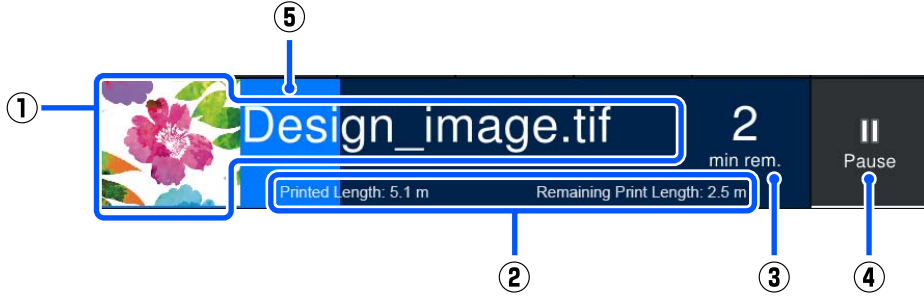 ⑤
①
Design_image.tif
2
min rem.
Pause
Printed Length: 5.1 m
Remaining Print Length: 2.5 m
②
③
④